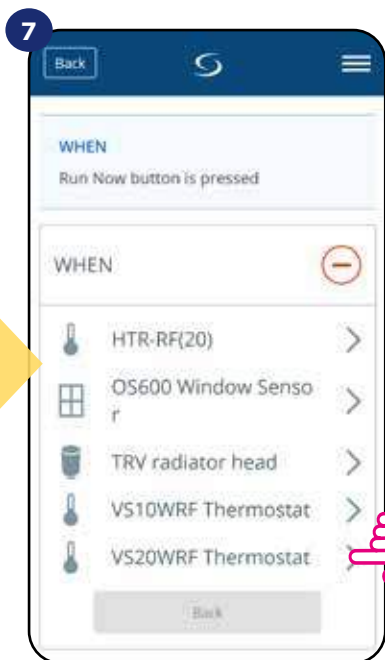 7
Back
WHEN
Run Now button is pressed
WHEN
HTR-RF(20)
OS600 Window Senso
r
TRV radiator head
VS10WRF Thermostat
VS20WRF Thermostat
Back